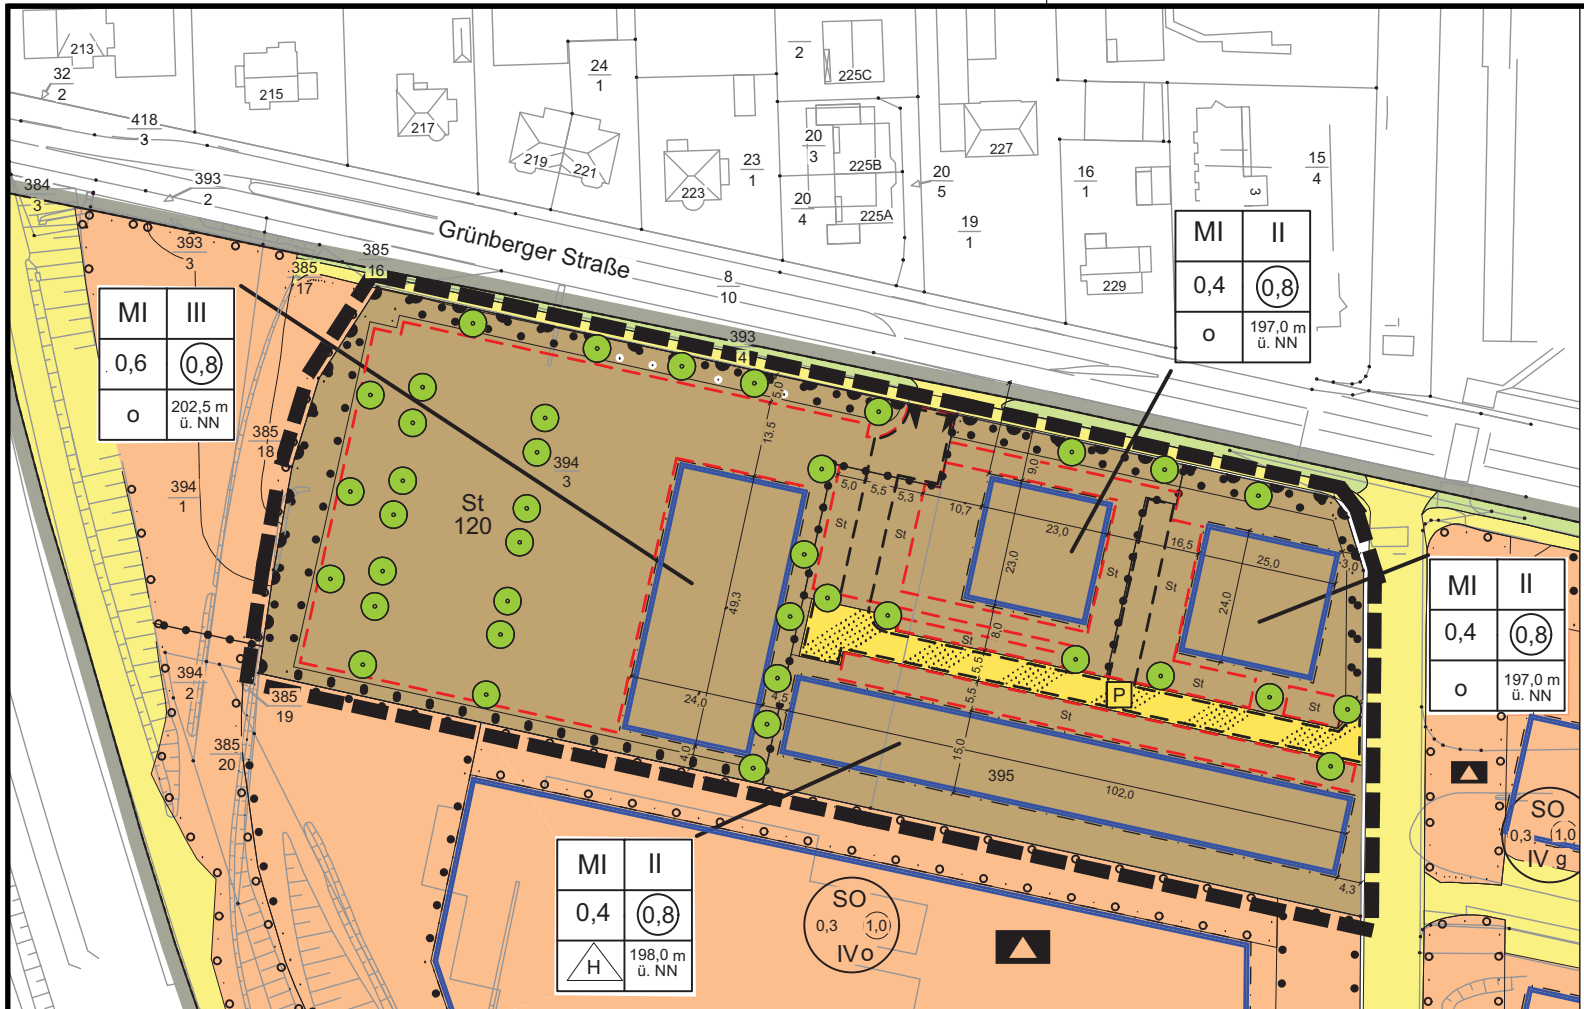 213
32
2
215
418
3
217
24
1
219
221
2
225C
20
3
225B
23
1
223
20
4
225A
20
5
227
19
1
16
1
3
15
4
229
384
3
393
2
393
3
385
17
385
16
Grünberger Straße
8
10
393
4
MI III
0,6 0,8
o 202,5 m
ü. NN
MI II
0,4 0,8
o 197,0 m
ü. NN
385
18
394
1
394
2
385
19
385
20
St
120
394
3
5,0
13.5
49,3
24,0
4,0
4,5
5,0
5,5
5,3
St
St
10,7
9,0
23,0
23,0
8,0
St
St
St
16,5
25,0
3,0
24,0
St
St
5,5
5,5
St
P
15,0
395
102,0
4,3
MI II
0,4 0,8
o 197,0 m
ü. NN
MI II
0,4 0,8
H 198,0 m
ü. NN
SO
0,3 1,0
IV o
SO
0,3 1,0
IV g